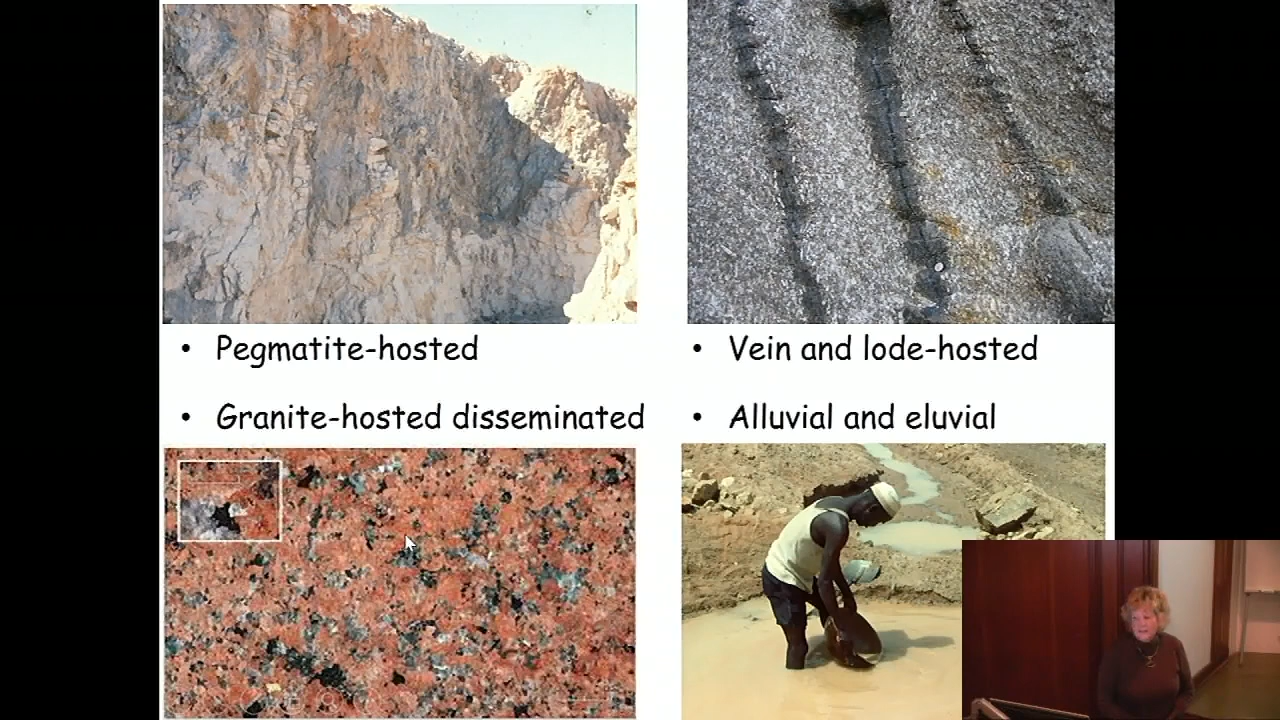 • Pegmatite-hosted
• Vein and lode-hosted
• Granite-hosted disseminated
• Alluvial and eluvial